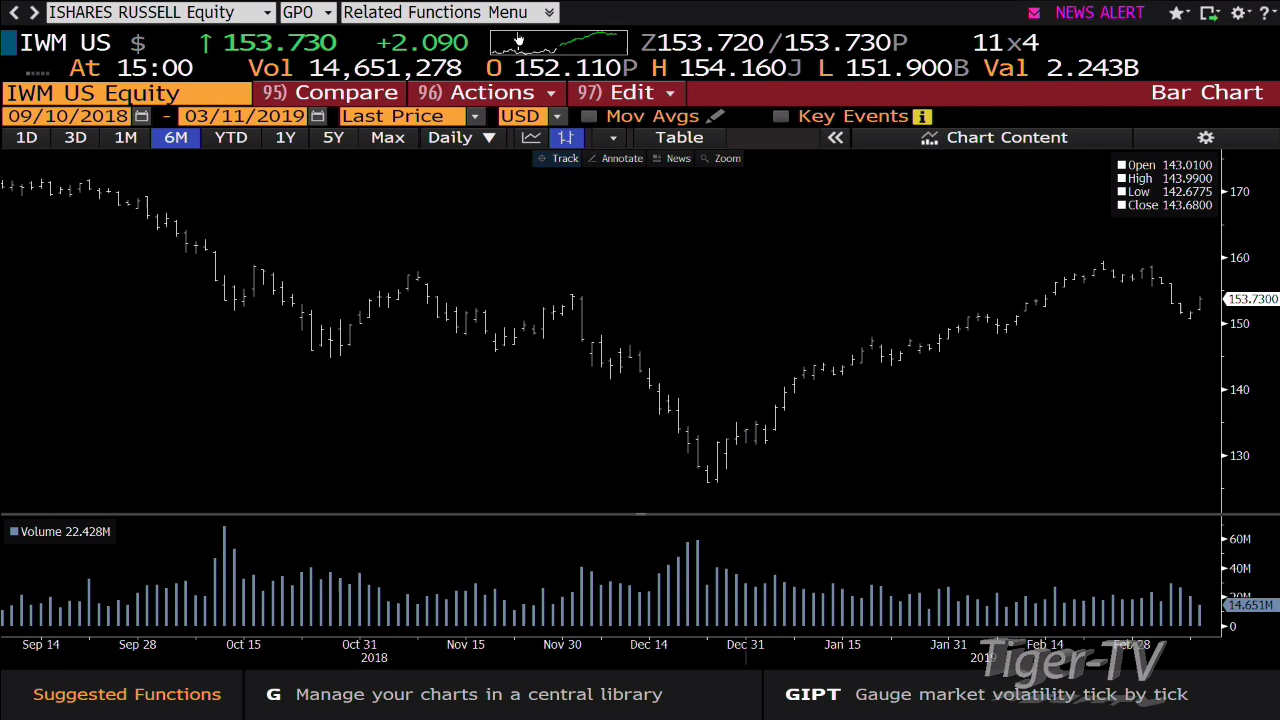 ISHARES RUSSELL Equity GPO Related Functions Menu NEWS ALERT ?
IWM US $ ↑ 153.730 +2.090 Z153.720 /153.730P 11x4
At 15:00 Vol 14,651,278 O 152.110P H 154.160J L 151.900B Val 2.243B
IWM US Equity 95) Compare 96) Actions 97) Edit Bar Chart
09/10/2018 - 03/11/2019 Last Price USD Mov Avgs Key Events i
1D 3D 1M 6M YTD 1Y 5Y Max Daily ▼ Table « Chart Content
Track Annotate News Zoom
Open 143.0100
High 143.9900
Low 142.6775
Close 143.6800
170
160
153.7300
150
140
130
Volume 22.428M
60M
40M
20M
14.651M
0
Sep 14 Sep 28 Oct 15 Oct 31 Nov 15 Nov 30 Dec 14 Dec 31 Jan 15 Jan 31 Feb 14 Feb 28
2018 2019
Tiger-TV
Suggested Functions G Manage your charts in a central library GIPT Gauge market volatility tick by tick